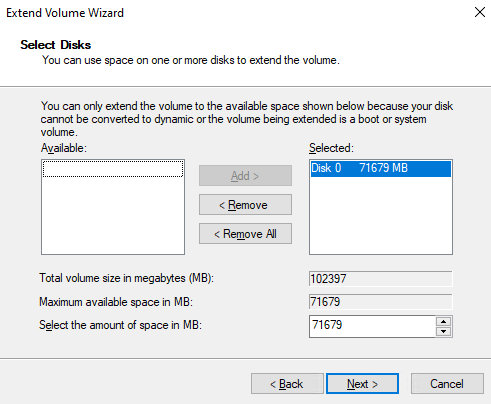 Extend Volume Wizard
Select Disks
You can use space on one or more disks to extend the volume.
You can only extend the volume to the available space shown below because your disk
cannot be converted to dynamic or the volume being extended is a boot or system
volume.
Available:
Selected:
Disk 0 71679 MB
Add >
< Remove
< Remove All
Total volume size in megabytes (MB): 102397
Maximum available space in MB: 71679
Select the amount of space in MB: 71679
< Back Next > Cancel